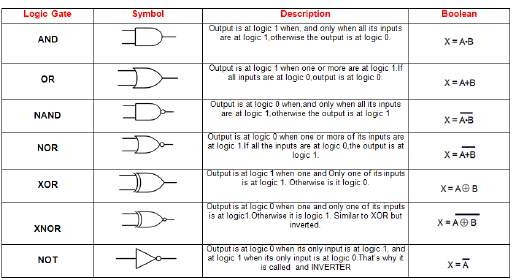 Logic Gate Symbol Description Boolean
AND
Output is at logic 1 when, and only when all its inputs
are at logic 1,otherwise the output is at logic 0.
X = A•B
OR
Output is at logic 1 when one or more are at logic 1.If
all inputs are at logic 0,output is at logic 0.
X = A+B
NAND
Output is at logic 0 when,and only when all its inputs
are at logic 1,otherwise the output is at logic 1
X = A̅•̅B̅
NOR
Output is at logic 0 when one or more of its inputs are
at logic 1.If all the inputs are at logic 0,the output is at
logic 1.
X = A̅+̅B̅
XOR
Output is at logic 1 when one and Only one of its inputs
is at logic 1. Otherwise is it logic 0.
X = A⊕B
XNOR
Output is at logic 0 when one and only one of its inputs
is at logic1.Otherwise it is logic 1. Similar to XOR but
inverted.
X = A̅⊕̅B̅
NOT
Output is at logic 0 when its only input is at logic 1, and
at logic 1 when its only input is at logic 0.That's why it
is called and INVERTER
X = A̅